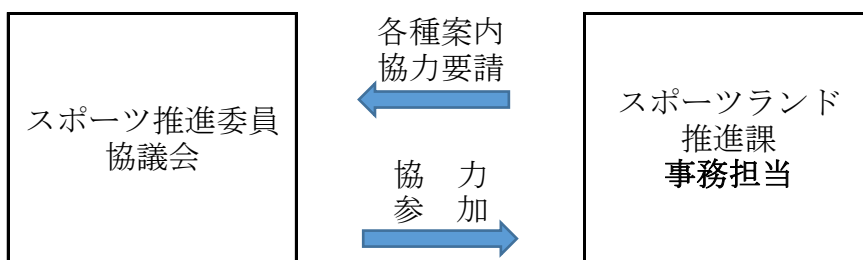 スポーツ推進委員
協議会
各種案内
協力要請
協　力
参　加
スポーツランド
推進課
事務担当